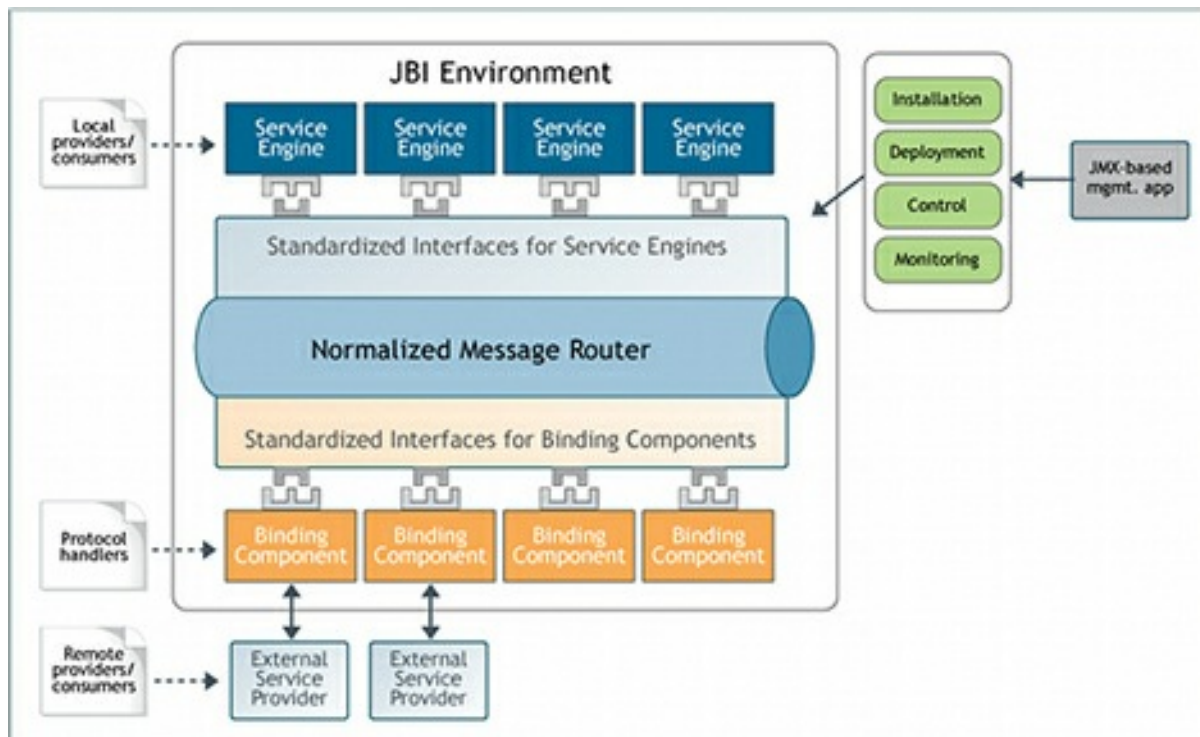 JBI Environment
Local
providers/
consumers
Service
Engine
Service
Engine
Service
Engine
Service
Engine
Installation
Deployment
Control
Monitoring
JMX-based
mgmt. app
Standardized Interfaces for Service Engines
Normalized Message Router
Standardized Interfaces for Binding Components
Protocol
handlers
Binding
Component
Binding
Component
Binding
Component
Binding
Component
Remote
providers/
consumers
External
Service
Provider
External
Service
Provider